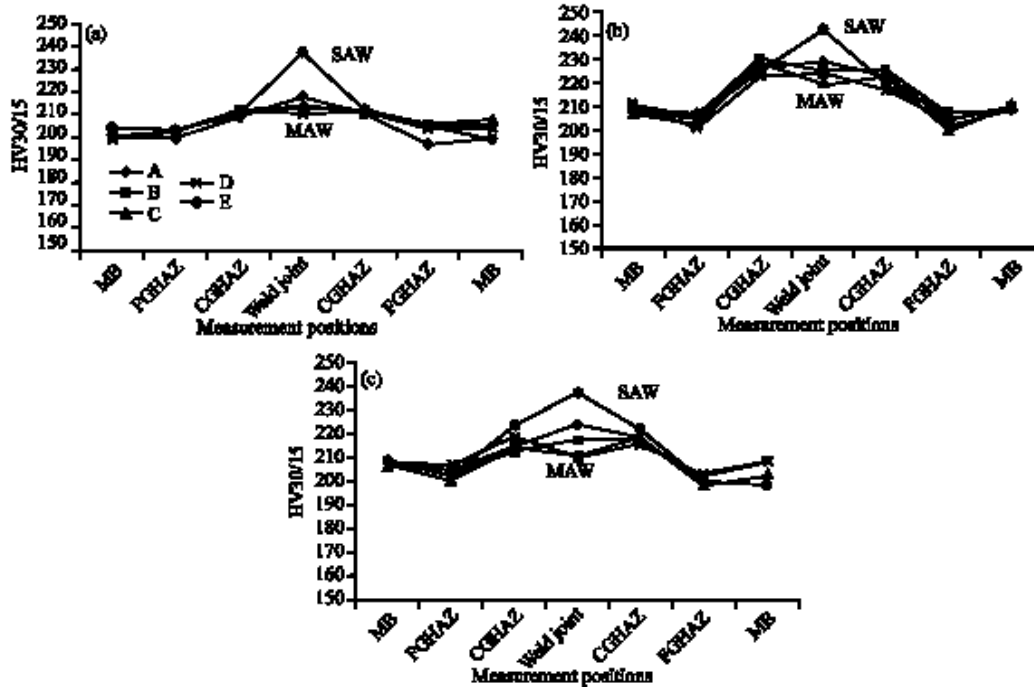 (a)
250
240
230
220
210
200
190
180
170
160
150
HV30/15
SAW
MAW
A
B
C
D
E
MB
FGHAZ
CGHAZ
Weld joint
CGHAZ
FGHAZ
MB
Measurement positions
(b)
250
240
230
220
210
200
190
180
170
160
150
HV30/15
SAW
MAW
MB
FGHAZ
CGHAZ
Weld joint
CGHAZ
FGHAZ
MB
Measurement positions
(c)
250
240
230
220
210
200
190
180
170
160
150
HV30/15
SAW
MAW
MB
FGHAZ
CGHAZ
Weld joint
CGHAZ
FGHAZ
MB
Measurement positions